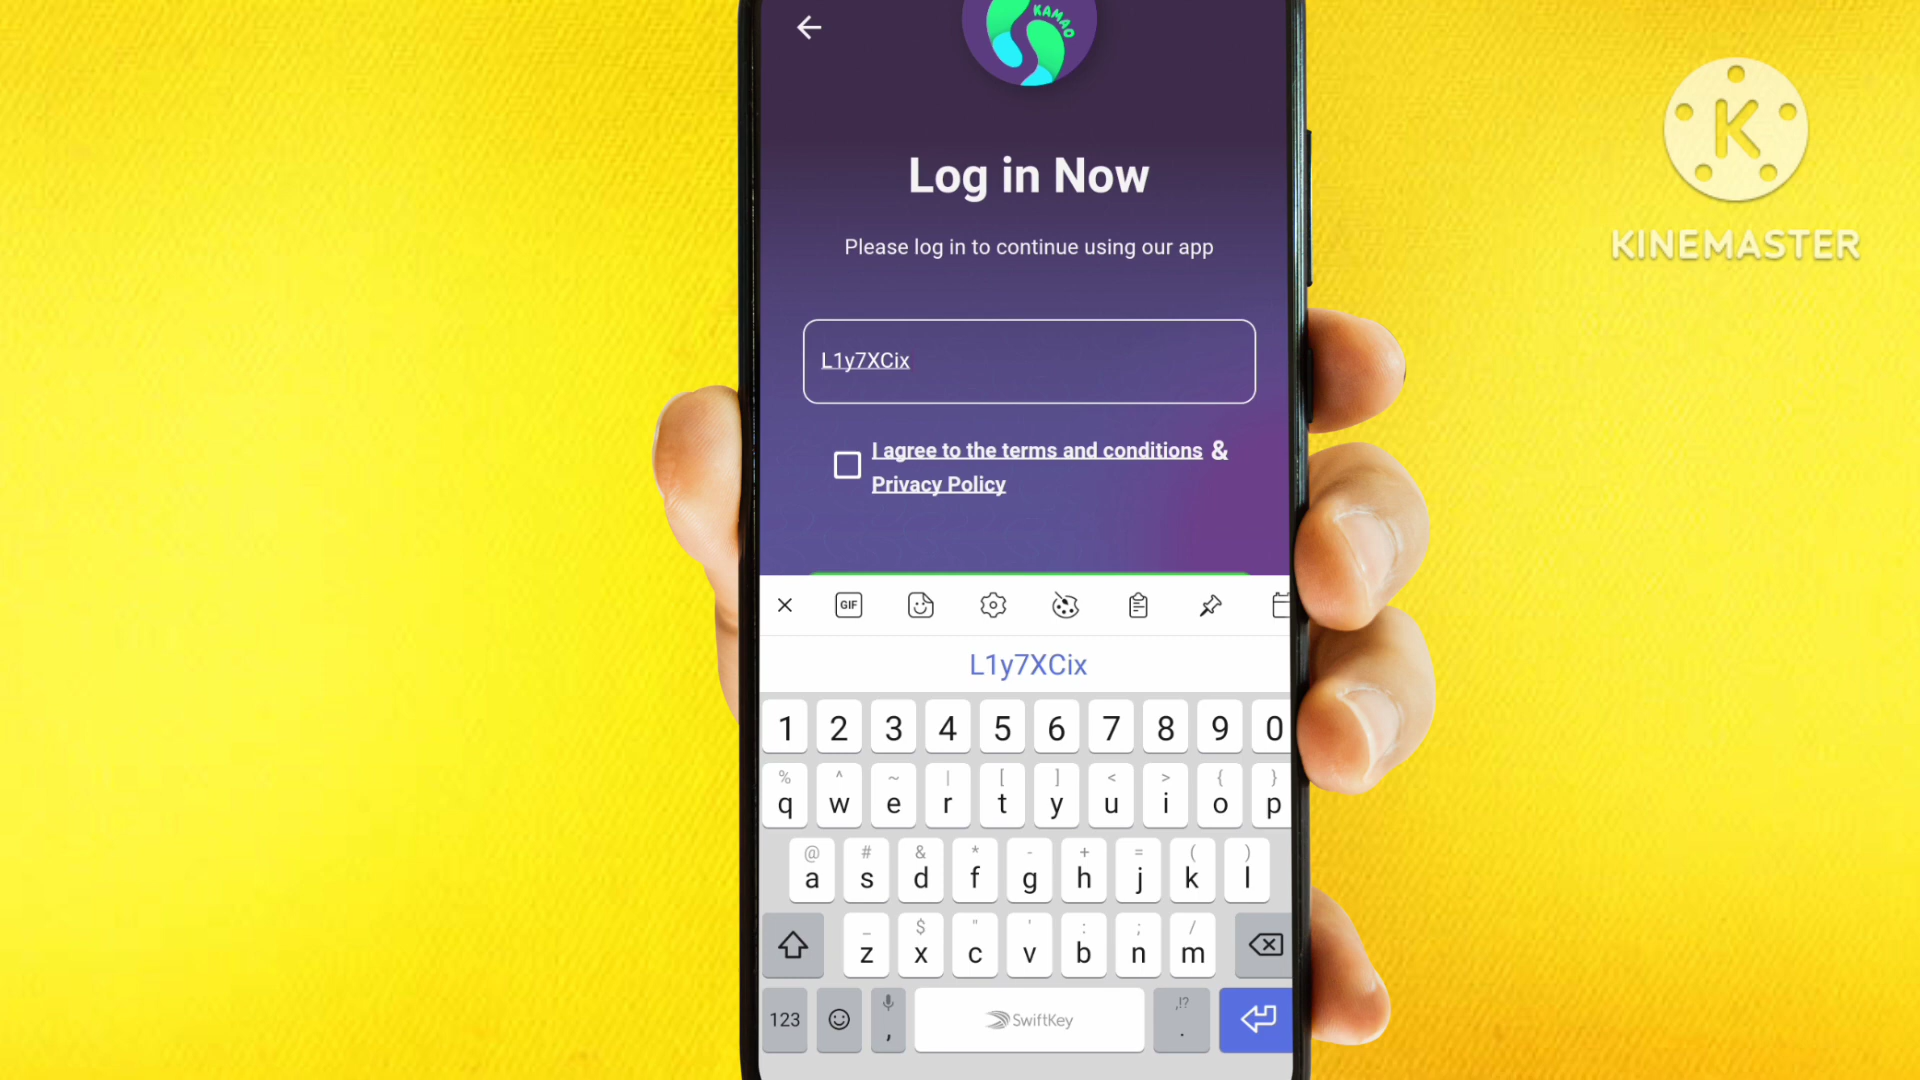 KAMAO
Log in Now
Please log in to continue using our app
L1y7XCix
I agree to the terms and conditions &
Privacy Policy
GIF
L1y7XCix
1 2 3 4 5 6 7 8 9 0
% ^ ~ | [ ] < > { }
q w e r t y u i o p
@ # & * - + = ( )
a s d f g h j k l
_ $ " ' : ; /
z x c v b n m
,!?
123 , SwiftKey .
K
KINEMASTER